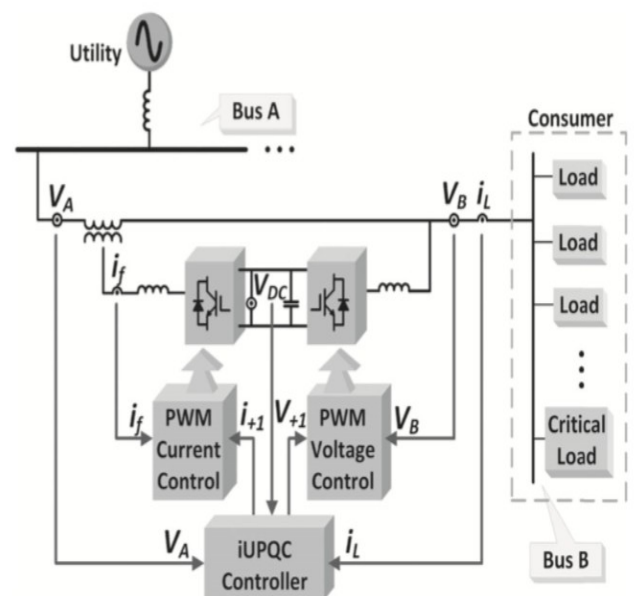 Utility
Bus A
Consumer
V_A
V_B i_L
Load
Load
Load
Critical
Load
i_f
V_DC
i_f
PWM
Current
Control
i_+1
V_+1
PWM
Voltage
Control
V_B
V_A
iUPQC
Controller
i_L
Bus B